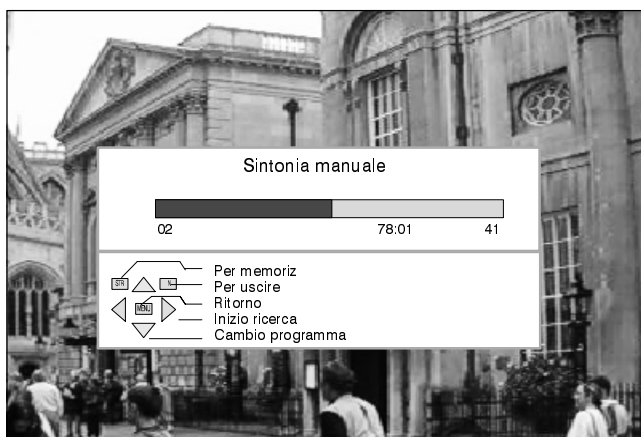 Sintonia manuale
02 78:01 41
STR N Per memoriz
Per uscire
MENU Ritorno
Inizio ricerca
Cambio programma